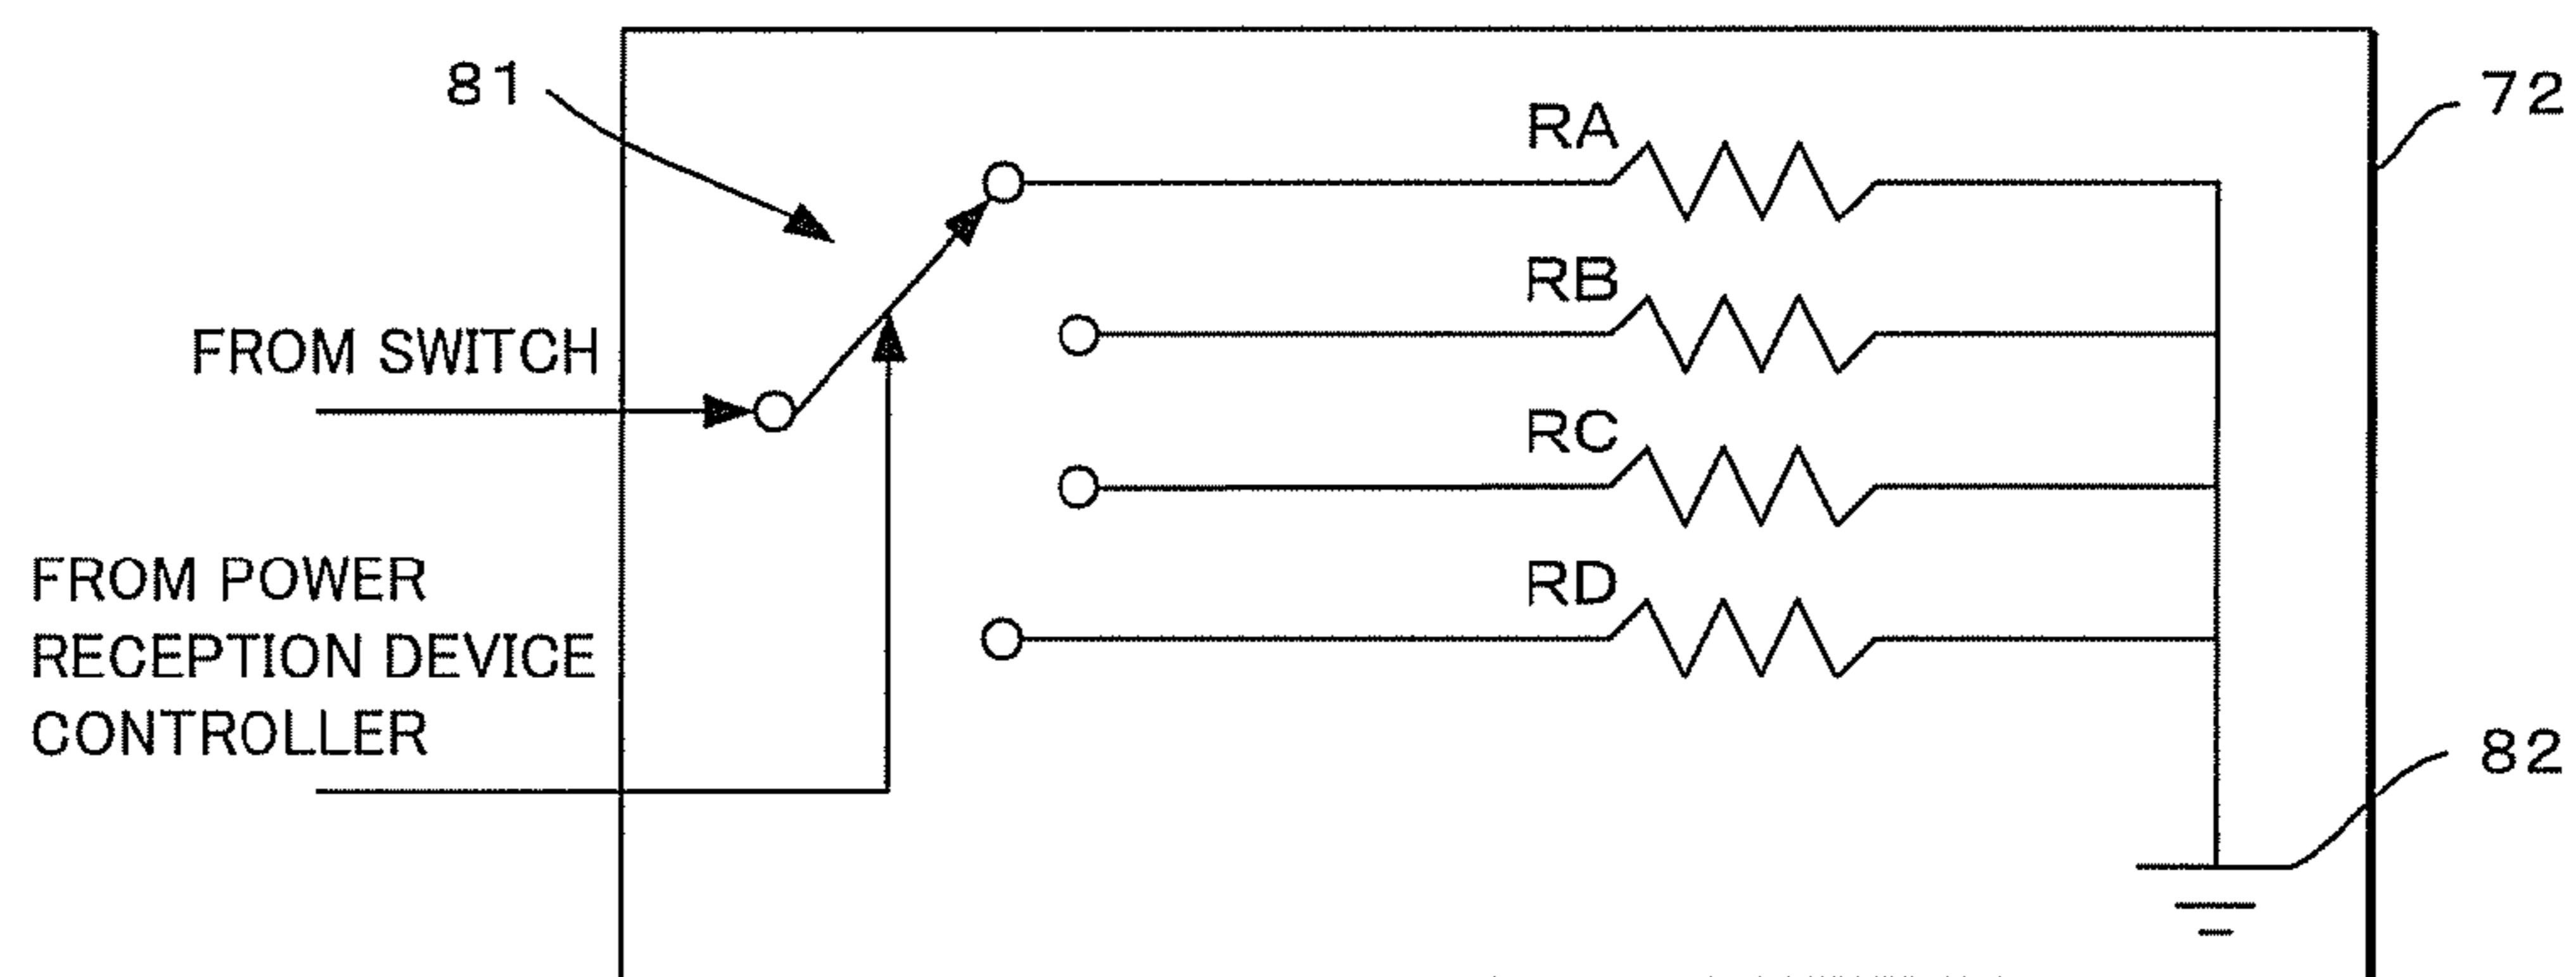 81
72
RA
RB
FROM SWITCH
RC
FROM POWER
RECEPTION DEVICE
CONTROLLER
RD
82